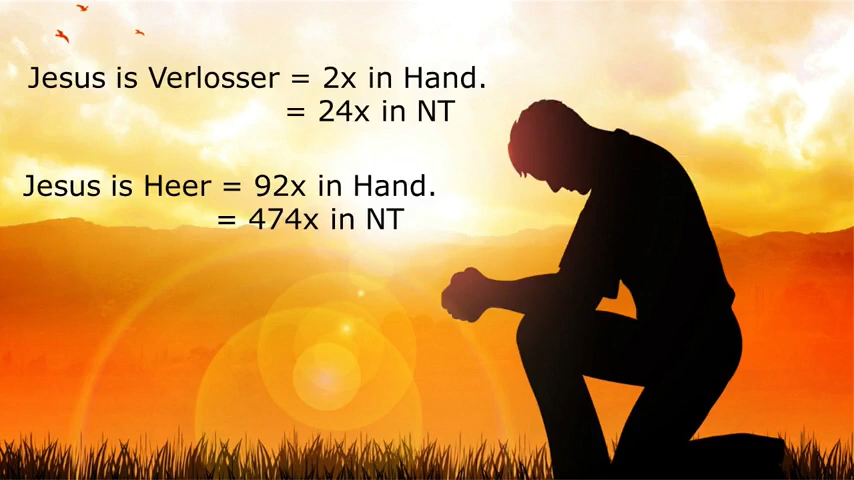 Jesus is Verlosser = 2x in Hand.
= 24x in NT
Jesus is Heer = 92x in Hand.
= 474x in NT